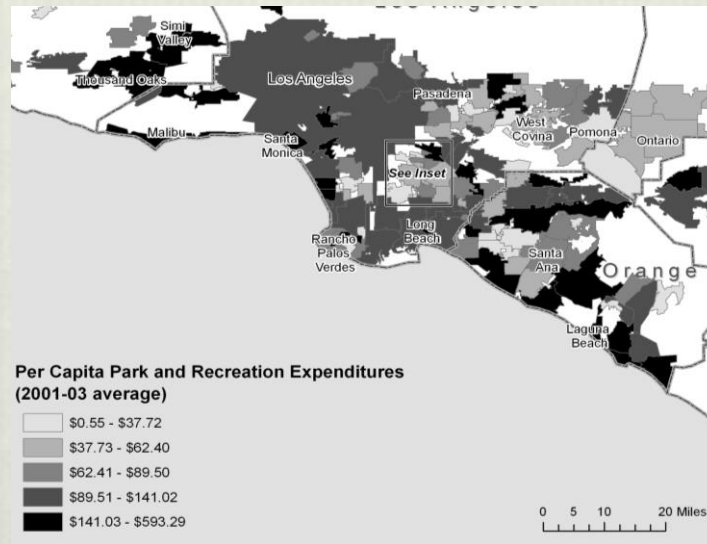 Los Angeles
Simi
Valley
Thousand Oaks
Los Angeles
Pasadena
Malibu
Santa
Monica
West
Covina
Pomona
Ontario
See Inset
Rancho
Palos
Verdes
Long
Beach
Santa
Ana
Orange
Laguna
Beach
Per Capita Park and Recreation Expenditures
(2001-03 average)
$0.55 - $37.72
$37.73 - $62.40
$62.41 - $89.50
$89.51 - $141.02
$141.03 - $593.29
0 5 10 20 Miles